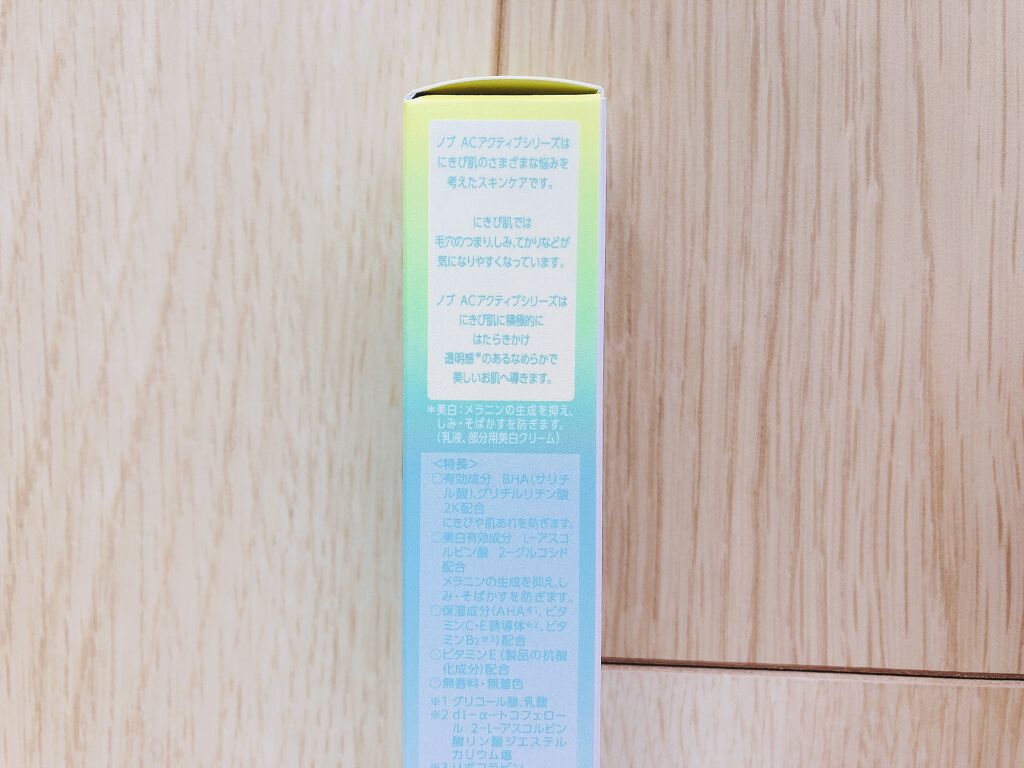 ノブ ACアクティブシリーズは
にきび肌のさまざまな悩みを
考えたスキンケアです。
にきび肌では
毛穴のつまり、しみ、てかりなどが
気になりやすくなっています。
ノブ ACアクティブシリーズは
にきび肌に積極的に
はたらきかけ
透明感*のあるなめらかで
美しいお肌へ導きます。
*美白:メラニンの生成を抑え、
しみ・そばかすを防ぎます。
(乳液、部分用美白クリーム)
<特長>
○有効成分 BHA(サリチ
ル酸)、グリチルリチン酸
2K配合
にきびや肌あれを防ぎます。
○美白有効成分 L-アスコ
ルビン酸 2-グルコシド
配合
メラニンの生成を抑え、し
み・そばかすを防ぎます。
○保湿成分(AHA※1、ビタ
ミンC・E誘導体※2、ビタ
ミンB2※3)配合
○ビタミンE(製品の抗酸
化成分)配合
○無香料・無着色
※1 グリコール酸、乳酸
※2 dl-α-トコフェロー
ル 2-L-アスコルビン
酸リン酸ジエステル
カリウム塩
※3 リボフラビン